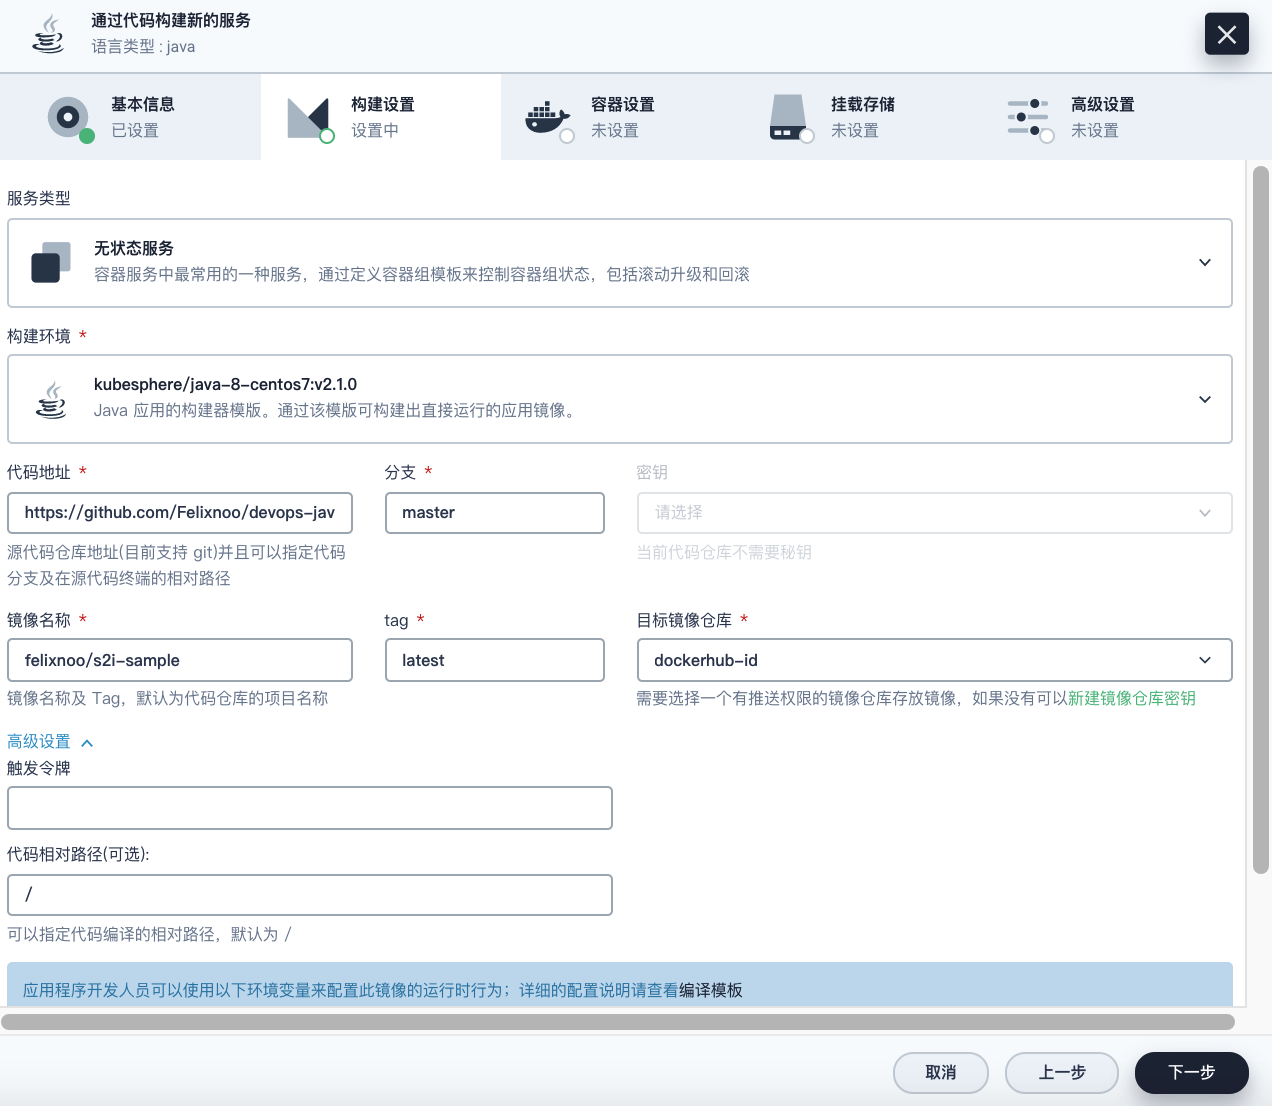 通过代码构建新的服务
语言类型 : java
基本信息
已设置
构建设置
设置中
容器设置
未设置
挂载存储
未设置
高级设置
未设置
服务类型
无状态服务
容器服务中最常用的一种服务，通过定义容器组模板来控制容器组状态，包括滚动升级和回滚
构建环境 *
kubesphere/java-8-centos7:v2.1.0
Java 应用的构建器模版。通过该模版可构建出直接运行的应用镜像。
代码地址 *
分支 *
密钥
https://github.com/Felixnoo/devops-jav
master
请选择
源代码仓库地址(目前支持 git)并且可以指定代码
分支及在源代码终端的相对路径
当前代码仓库不需要秘钥
镜像名称 *
tag *
目标镜像仓库 *
felixnoo/s2i-sample
latest
dockerhub-id
镜像名称及 Tag，默认为代码仓库的项目名称
需要选择一个有推送权限的镜像仓库存放镜像，如果没有可以新建镜像仓库密钥
高级设置
触发令牌
代码相对路径(可选):
/
可以指定代码编译的相对路径，默认为 /
应用程序开发人员可以使用以下环境变量来配置此镜像的运行时行为；详细的配置说明请查看编译模板
取消
上一步
下一步